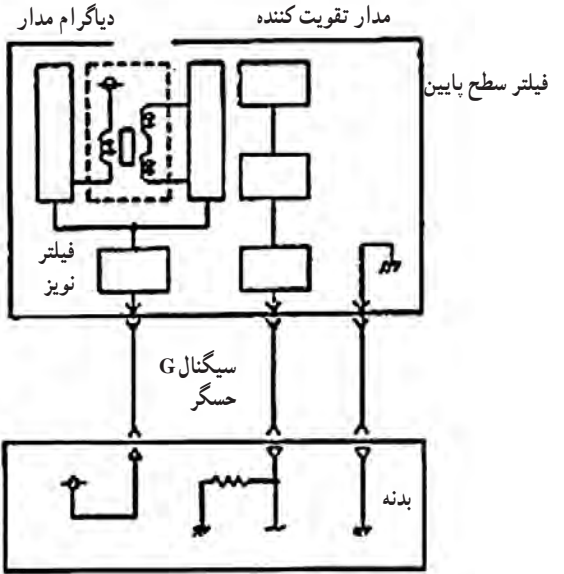 مدار تقویت کننده
دیاگرام مدار
فیلتر سطح پایین
فیلتر
نویز
سیگنال G
حسگر
بدنه